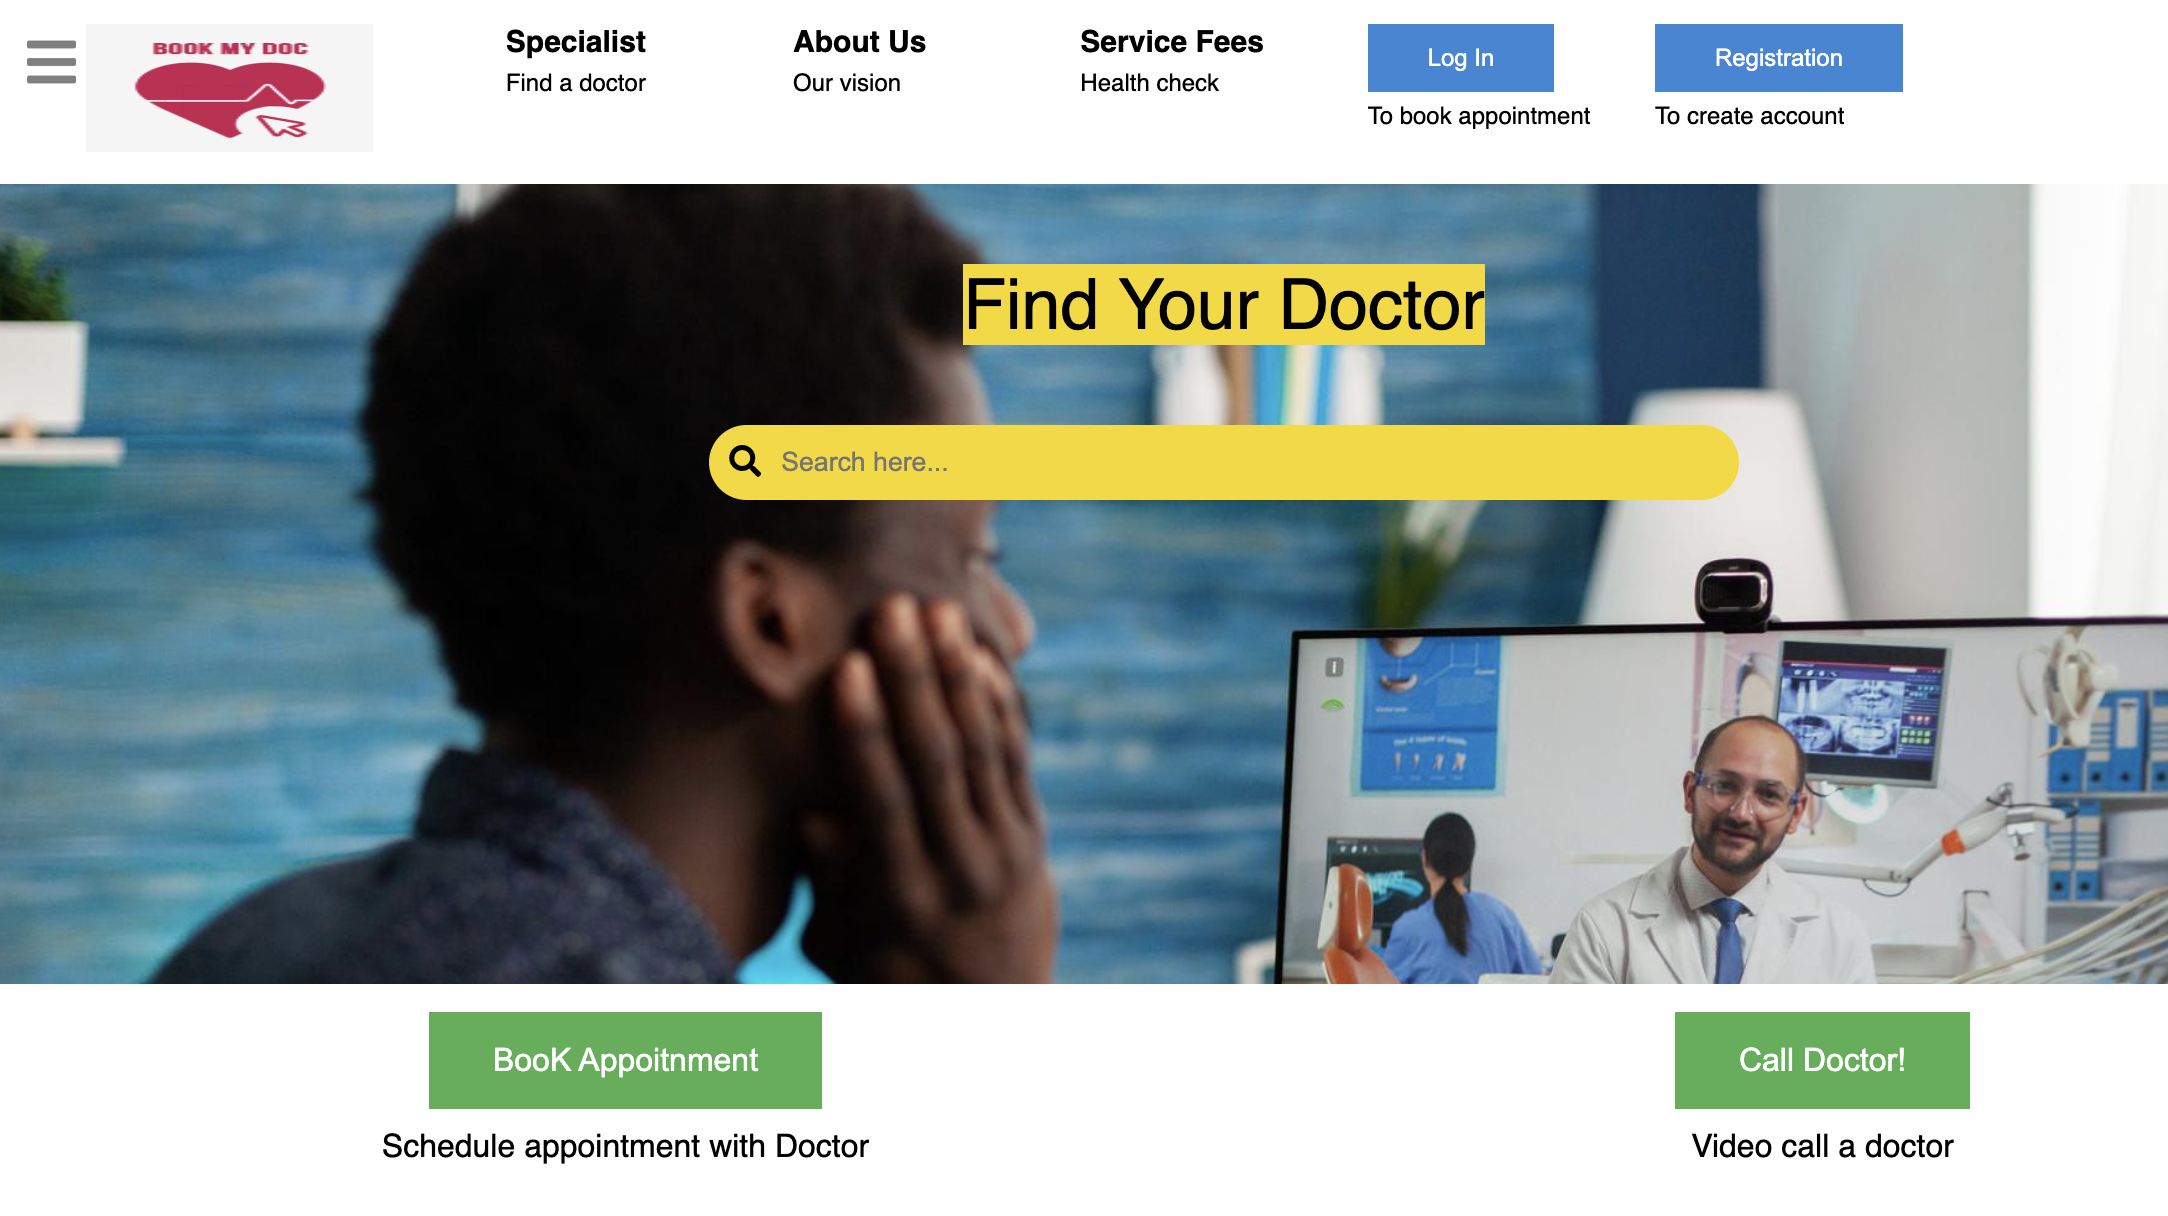 BOOK MY DOC
Specialist
Find a doctor
About Us
Our vision
Service Fees
Health check
Log In
To book appointment
Registration
To create account
Find Your Doctor
Search here...
BooK Appoitnment
Schedule appointment with Doctor
Call Doctor!
Video call a doctor